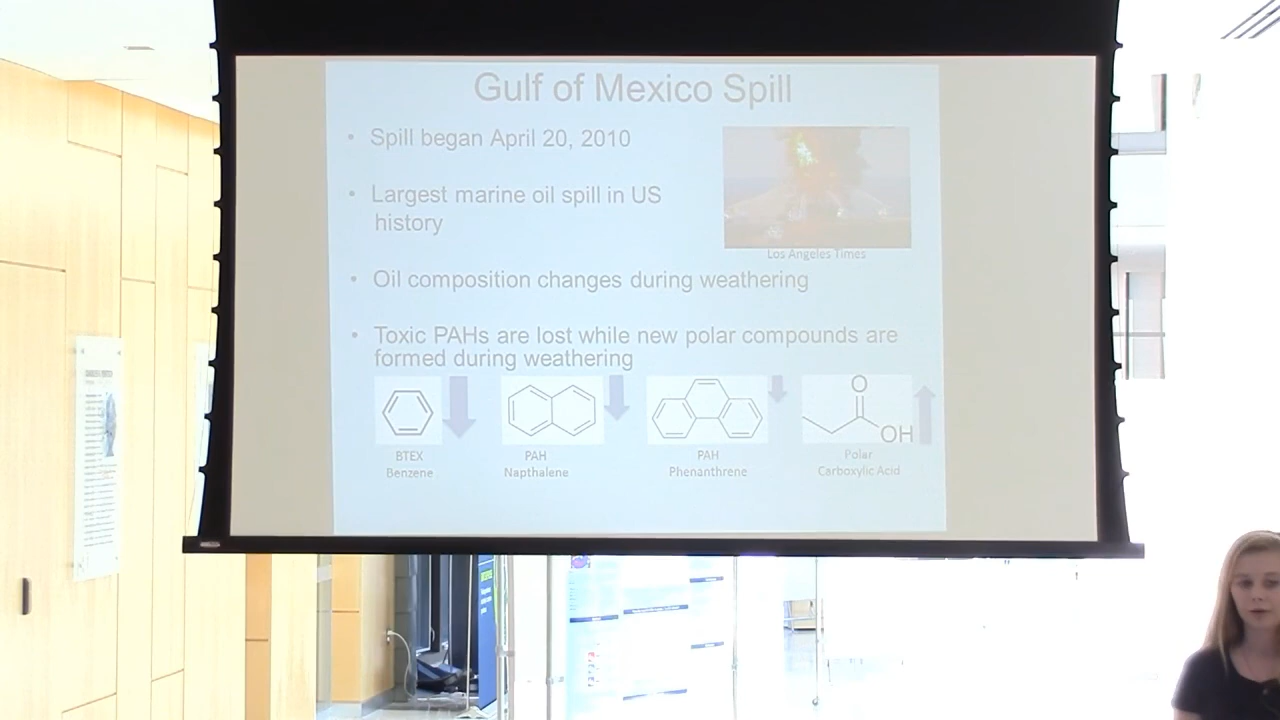 Gulf of Mexico Spill
• Spill began April 20, 2010
• Largest marine oil spill in US
history
Los Angeles Times
• Oil composition changes during weathering
• Toxic PAHs are lost while new polar compounds are
formed during weathering
O
OH
BTEX
Benzene
PAH
Napthalene
PAH
Phenanthrene
Polar
Carboxylic Acid